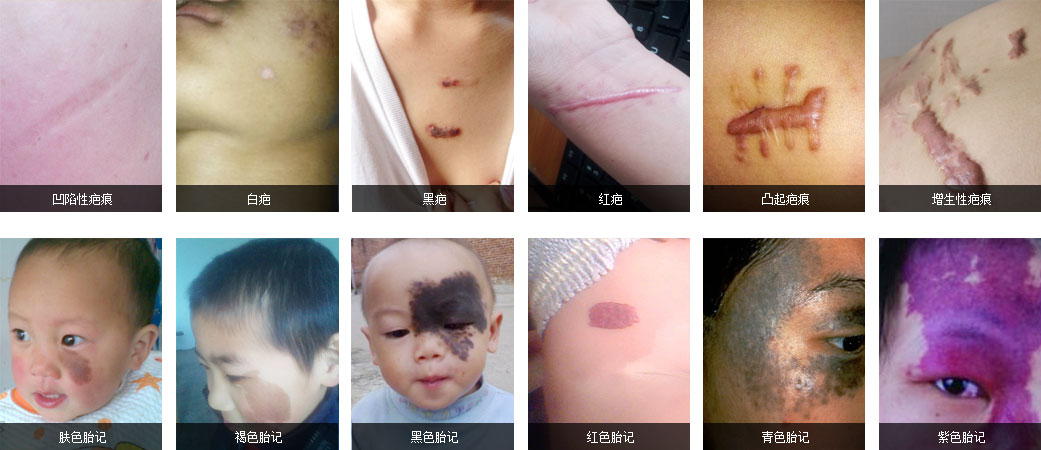 凹陷性疤痕
白疤
黑疤
红疤
凸起疤痕
增生性疤痕
肤色胎记
褐色胎记
黑色胎记
红色胎记
青色胎记
紫色胎记